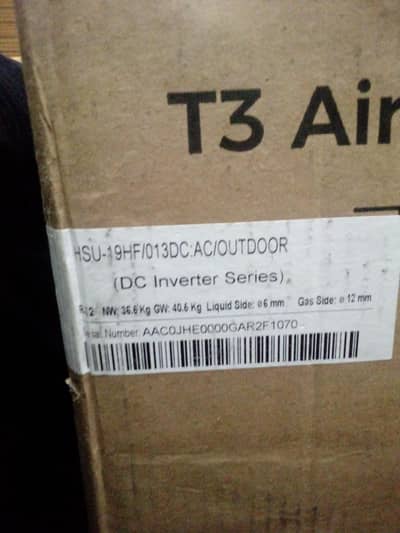 T3 Air
HSU-19HF/013DC.AC/OUTDOOR
(DC Inverter Series)
NW: 36.6 Kg GW: 40.6 Kg Liquid Side: ø6 mm Gas Side: ø 12 mm
Number: AAC0JHE0000GAR2F1070